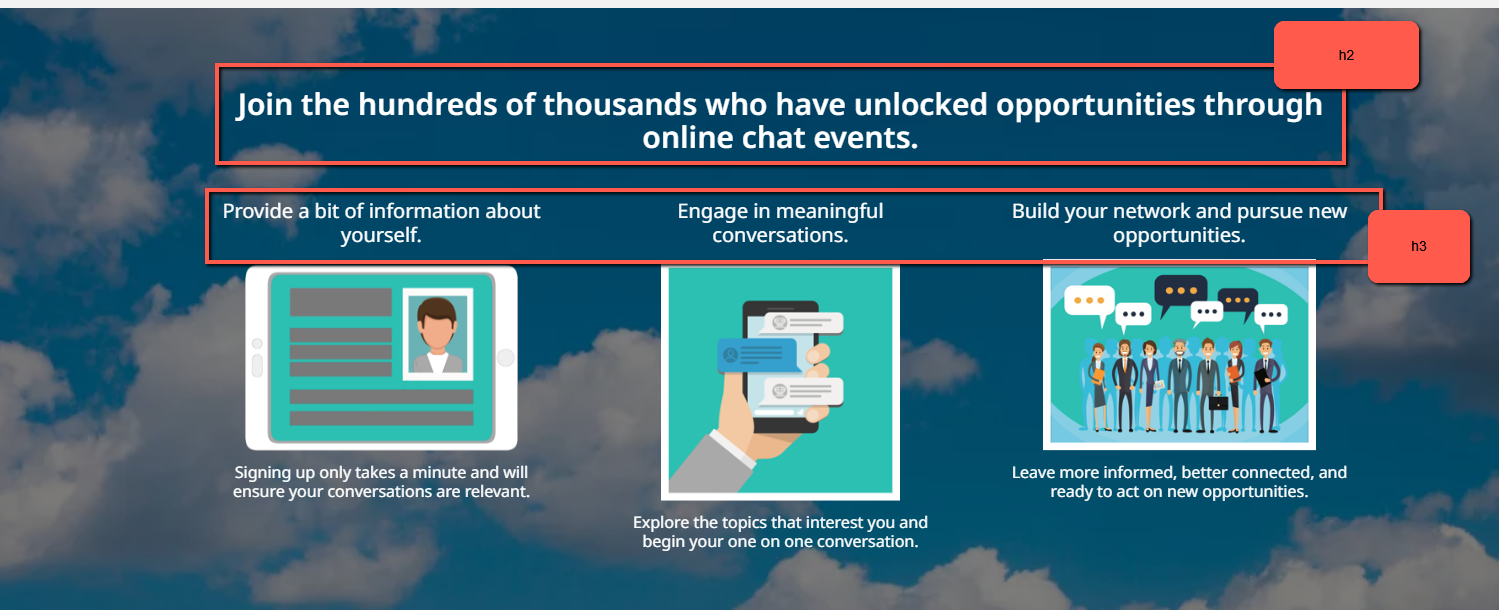 h2
Join the hundreds of thousands who have unlocked opportunities through
online chat events.
Provide a bit of information about
yourself.
Engage in meaningful
conversations.
Build your network and pursue new
opportunities.
h3
Signing up only takes a minute and will
ensure your conversations are relevant.
Explore the topics that interest you and
begin your one on one conversation.
Leave more informed, better connected, and
ready to act on new opportunities.